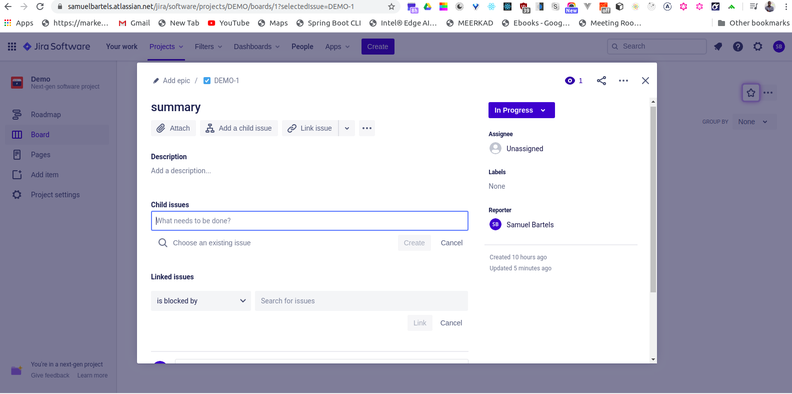 samuelbartels.atlassian.net/jira/software/projects/DEMO/boards/1?selectedIssue=DEMO-1
Apps https://marke... Gmail New Tab YouTube Maps Spring Boot CLI Intel® Edge AI... MEERKAD Ebooks -Goog... Meeting Roo... Other bookmarks
Jira Software Your work Projects Filters Dashboards People Apps Create Search SB
Demo
Next-gen software project
Roadmap
Board
Pages
Add item
Project settings
You're in a next-gen project
Give feedback Learn more
GROUP BY None
Add epic / DEMO-1 1
summary
Attach Add a child issue Link issue
Description
Add a description...
Child issues
What needs to be done?
Choose an existing issue Create Cancel
Linked issues
is blocked by Search for issues
Link Cancel
In Progress
Assignee
Unassigned
Labels
None
Reporter
SB Samuel Bartels
Created 10 hours ago
Updated 5 minutes ago